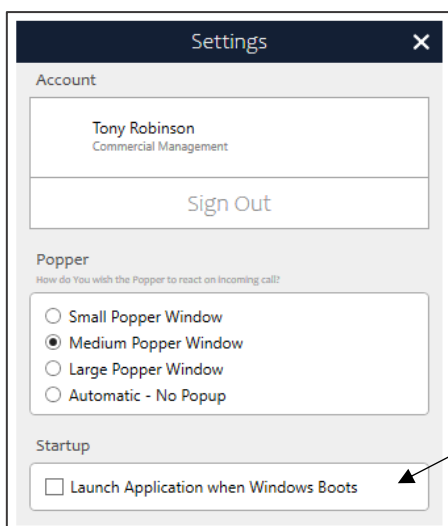 Settings
Account
Tony Robinson
Commercial Management
Sign Out
Popper
How do You wish the Popper to react on incoming call?
Small Popper Window
Medium Popper Window
Large Popper Window
Automatic - No Popup
Startup
Launch Application when Windows Boots